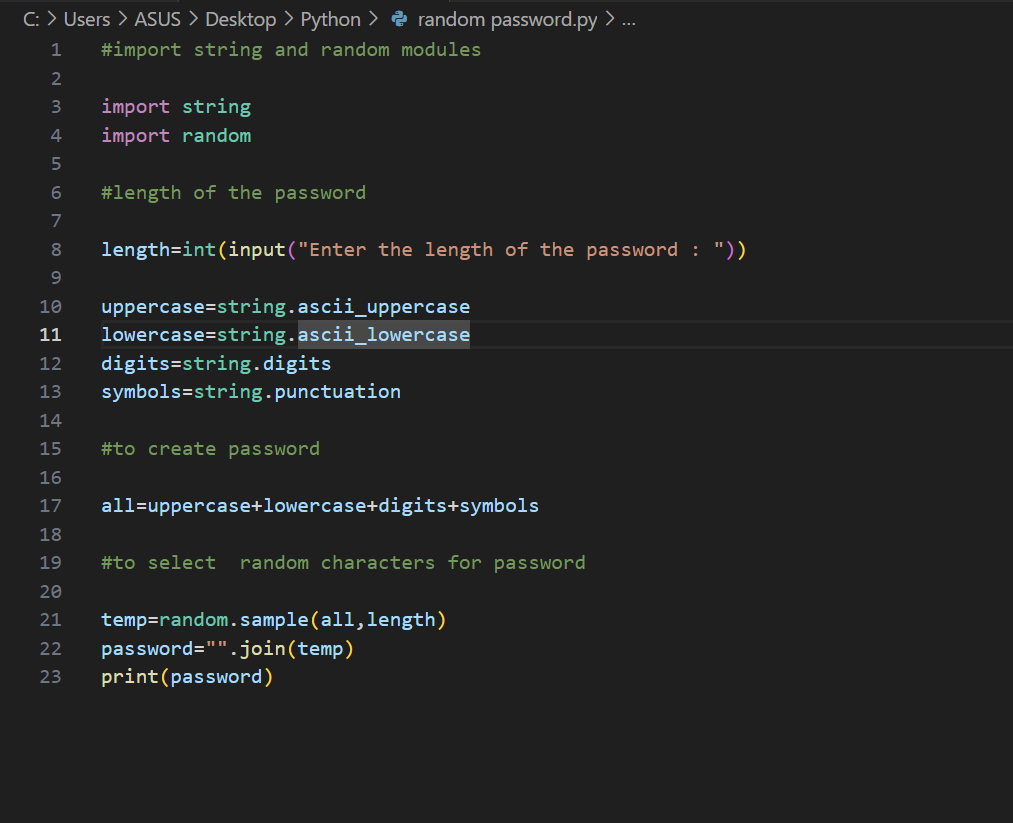 C: > Users > ASUS > Desktop > Python > random password.py > ...
1 #import string and random modules
2
3 import string
4 import random
5
6 #length of the password
7
8 length=int(input("Enter the length of the password : "))
9
10 uppercase=string.ascii_uppercase
11 lowercase=string.ascii_lowercase
12 digits=string.digits
13 symbols=string.punctuation
14
15 #to create password
16
17 all=uppercase+lowercase+digits+symbols
18
19 #to select  random characters for password
20
21 temp=random.sample(all,length)
22 password="".join(temp)
23 print(password)